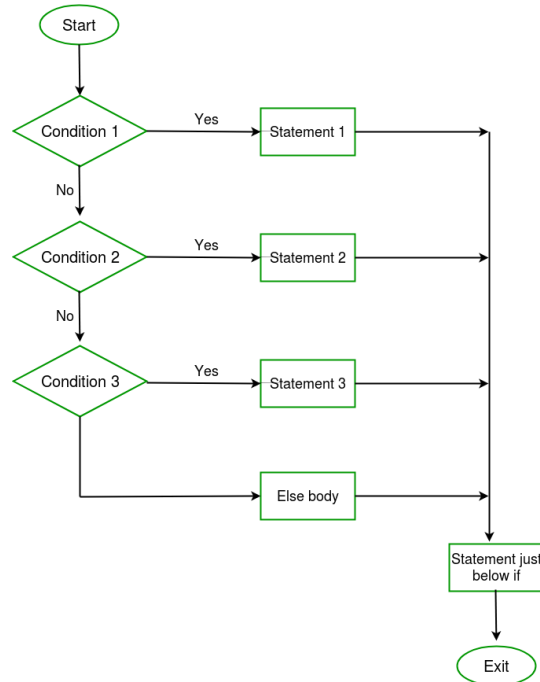 Start
Condition 1
Yes
Statement 1
No
Condition 2
Yes
Statement 2
No
Condition 3
Yes
Statement 3
Else body
Statement just
below if
Exit